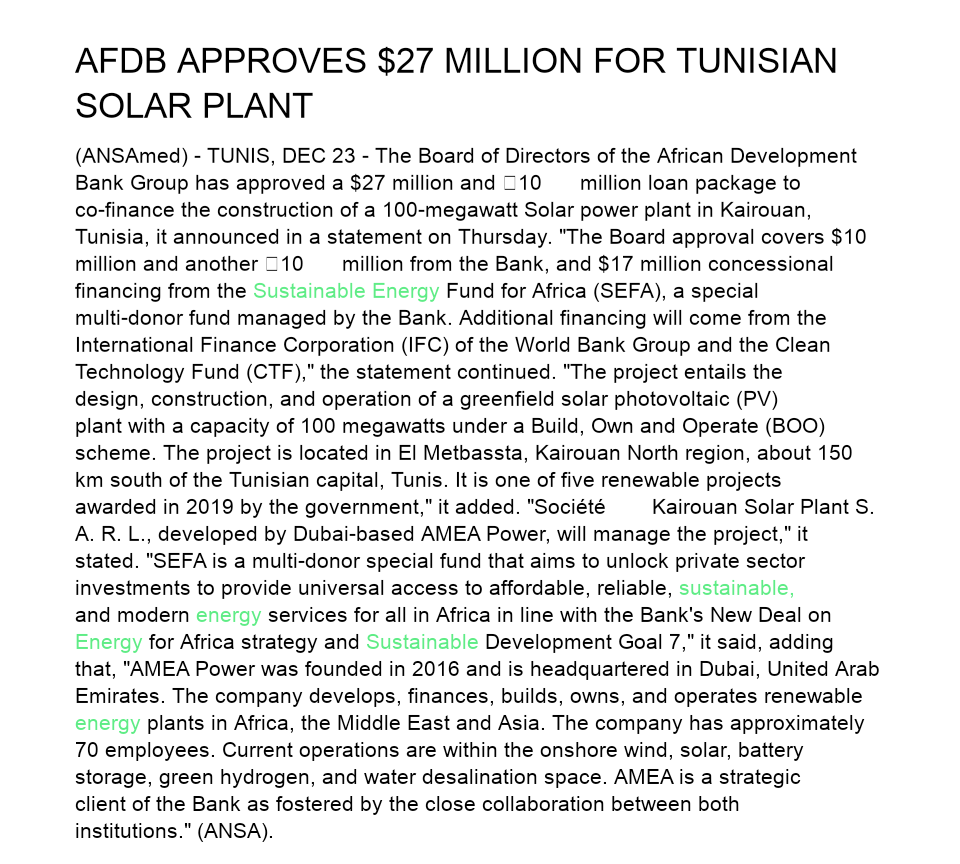 AFDB APPROVES $27 MILLION FOR TUNISIAN
SOLAR PLANT
(ANSAmed) - TUNIS, DEC 23 - The Board of Directors of the African Development
Bank Group has approved a $27 million and □10 million loan package to
co-finance the construction of a 100-megawatt Solar power plant in Kairouan,
Tunisia, it announced in a statement on Thursday. "The Board approval covers $10
million and another □10 million from the Bank, and $17 million concessional
financing from the Sustainable Energy Fund for Africa (SEFA), a special
multi-donor fund managed by the Bank. Additional financing will come from the
International Finance Corporation (IFC) of the World Bank Group and the Clean
Technology Fund (CTF)," the statement continued. "The project entails the
design, construction, and operation of a greenfield solar photovoltaic (PV)
plant with a capacity of 100 megawatts under a Build, Own and Operate (BOO)
scheme. The project is located in El Metbassta, Kairouan North region, about 150
km south of the Tunisian capital, Tunis. It is one of five renewable projects
awarded in 2019 by the government," it added. "Société Kairouan Solar Plant S.
A. R. L., developed by Dubai-based AMEA Power, will manage the project," it
stated. "SEFA is a multi-donor special fund that aims to unlock private sector
investments to provide universal access to affordable, reliable, sustainable,
and modern energy services for all in Africa in line with the Bank's New Deal on
Energy for Africa strategy and Sustainable Development Goal 7," it said, adding
that, "AMEA Power was founded in 2016 and is headquartered in Dubai, United Arab
Emirates. The company develops, finances, builds, owns, and operates renewable
energy plants in Africa, the Middle East and Asia. The company has approximately
70 employees. Current operations are within the onshore wind, solar, battery
storage, green hydrogen, and water desalination space. AMEA is a strategic
client of the Bank as fostered by the close collaboration between both
institutions." (ANSA).